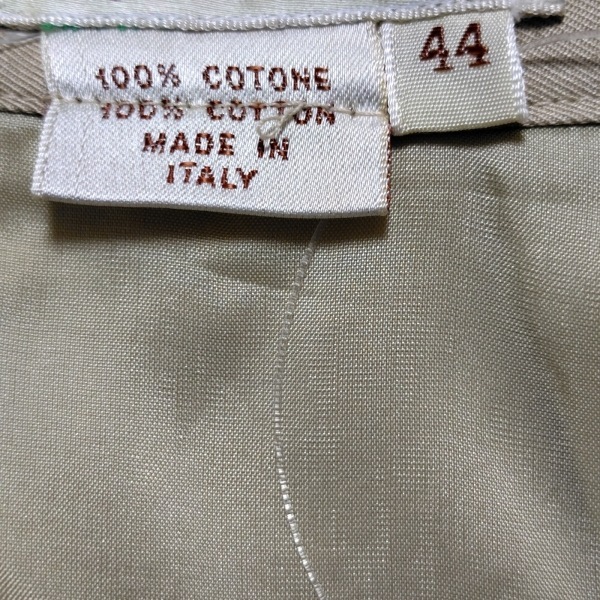 100% COTONE
100% COTTON
MADE IN
ITALY
44